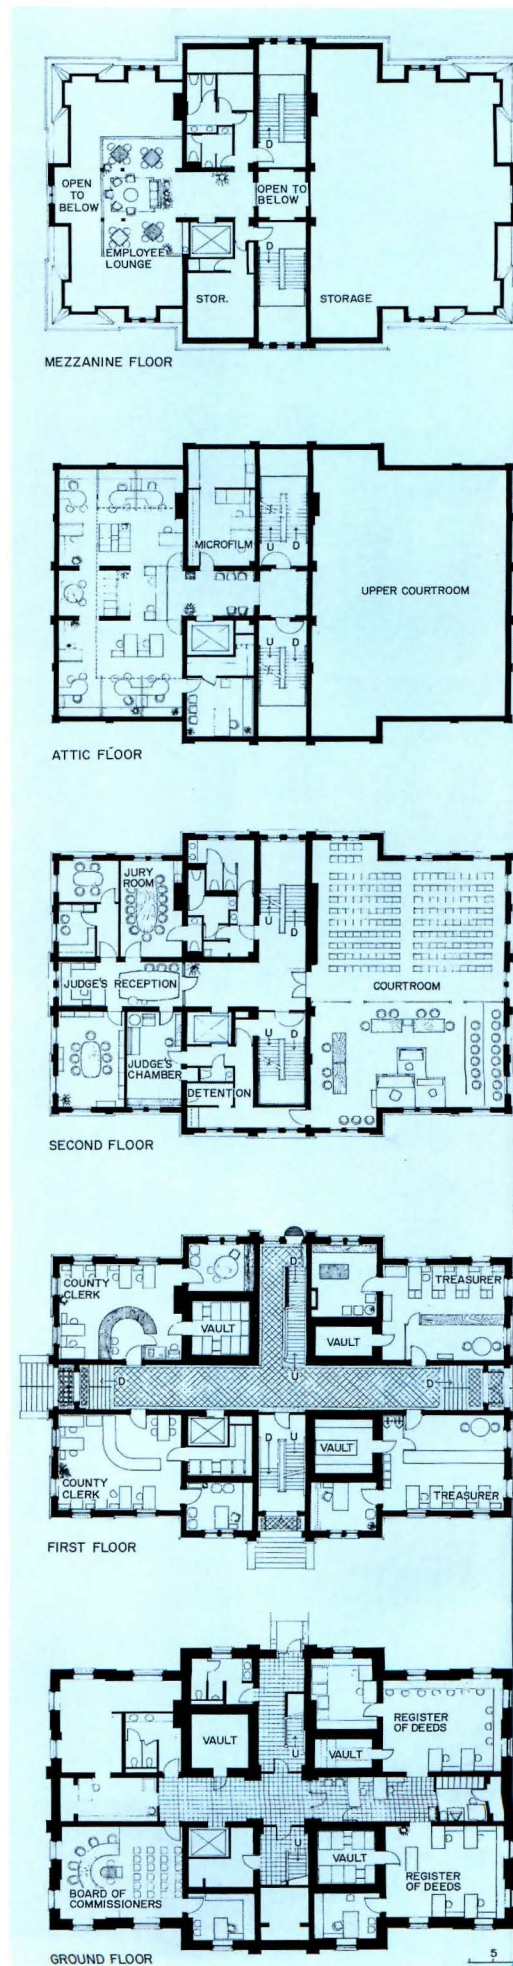 D
OPEN
TO
BELOW
OPEN TO
BELOW
EMPLOYEE
LOUNGE
D
STOR.
STORAGE
MEZZANINE FLOOR
MICROFILM
U D
UPPER COURTROOM
U D
ATTIC FLOOR
JURY
ROOM
D
JUDGE'S RECEPTION
COURTROOM
JUDGE'S
CHAMBER
D
DETENTION
SECOND FLOOR
COUNTY
CLERK
D
TREASURER
VAULT
VAULT
D
U
D
D U
VAULT
COUNTY
CLERK
TREASURER
FIRST FLOOR
REGISTER
OF DEEDS
VAULT
U
VAULT
U
VAULT
BOARD OF
COMMISSIONERS
REGISTER
OF DEEDS
GROUND FLOOR
5